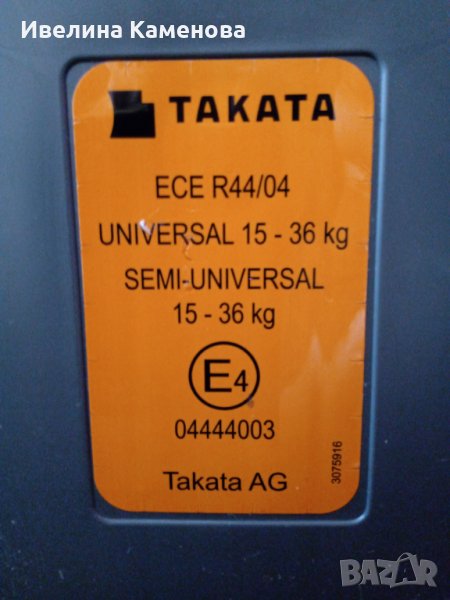 Ивелина Каменова
TAKATA
ECE R44/04
UNIVERSAL 15 - 36 kg
SEMI-UNIVERSAL
15 - 36 kg
E4
04444003
3075916
Takata AG
BAZAR